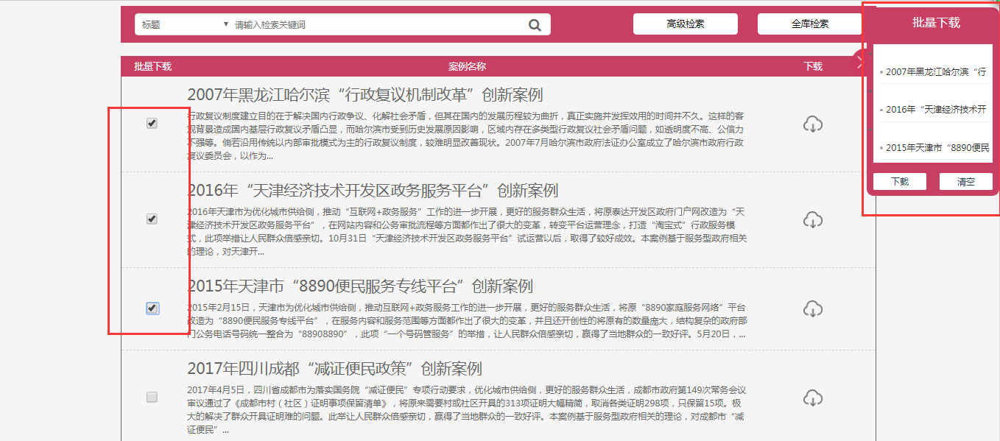 标题 ▼ 请输入检索关键词
高级检索
全库检索
批量下载 案例名称 下载
2007年黑龙江哈尔滨“行政复议机制改革”创新案例
行政复议制度建立目的在于解决国内行政争议、化解社会矛盾，但其在国内的发展历程较为曲折，真正实施并发挥效用的时间并不久。这样的客
观背景造成国内基层行政复议矛盾凸显，而哈尔滨市受到历史发展原因影响，区域内存在多类型行政复议社会矛盾问题，如透明度不高、公信力
不强等。倘若沿用传统以内部审批模式为主的行政复议制度，较难明显改善现状。2007年7月哈尔滨市政府法证办公室成立了哈尔滨市政府行政
复议委员会，以作为...
2016年“天津经济技术开发区政务服务平台”创新案例
2016年天津市为优化城市供给侧，推动“互联网+政务服务”工作的进一步开展，更好的服务群众生活，将原泰达开发区政府门户网改造为“天
津经济技术开发区政务服务平台”，在网站内容和公务审批流程等方面都作出了很大的变革，转变平台运营理念，打造“淘宝式”行政服务模
式，此项举措让人民群众倍感亲切。10月31日“天津经济技术开发区政务服务平台”试运营以后，取得了较好成效。本案例基于服务型政府相关
的理论，对天津开...
2015年天津市“8890便民服务专线平台”创新案例
2015年2月15日，天津市为优化城市供给侧，推动互联网+政务服务工作的进一步开展，更好的服务群众生活，将原“8890家庭服务网络”平台
改造为“8890便民服务专线平台”，在服务内容和服务范围等方面都作出了很大的变革，并且还开创性的将原有的数量庞大，结构复杂的政府部
门公务电话号码统一整合为“88908890”，此项“一个号码管服务”的举措，让人民群众倍感亲切，赢得了当地群众的一致好评。5月20日，...
2017年四川成都“减证便民政策”创新案例
2017年4月5日，四川省成都市为落实国务院“减证便民”专项行动要求，优化城市供给侧，更好的服务群众生活，成都市政府第149次常务会议
审议通过了《成都市村（社区）证明事项保留清单》，将原来需要村或社区开具的313项证明大幅精简，取消各类证明298项，只保留15项。极
大的解决了群众开具证明难的问题。此举让人民群众倍感亲切，赢得了当地群众的一致好评。本案例基于服务型政府相关的理论，对成都市“减
证便民”...
批量下载
2007年黑龙江哈尔滨“行
2016年“天津经济技术开
2015年天津市“8890便民
下载 清空